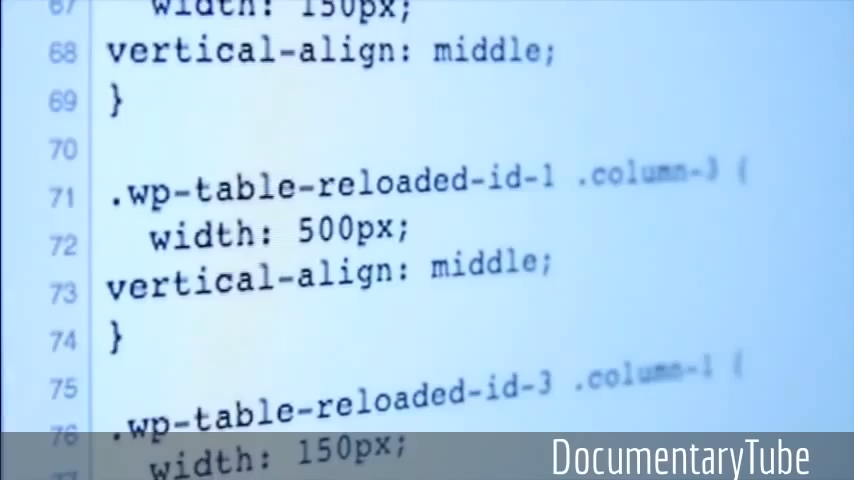 67 width: 150px;
68 vertical-align: middle;
69 }
70
71 .wp-table-reloaded-id-1 .column-3 {
72 width: 500px;
73 vertical-align: middle;
74 }
75
76 .wp-table-reloaded-id-3 .column-1 {
77 width: 150px;
DocumentaryTube